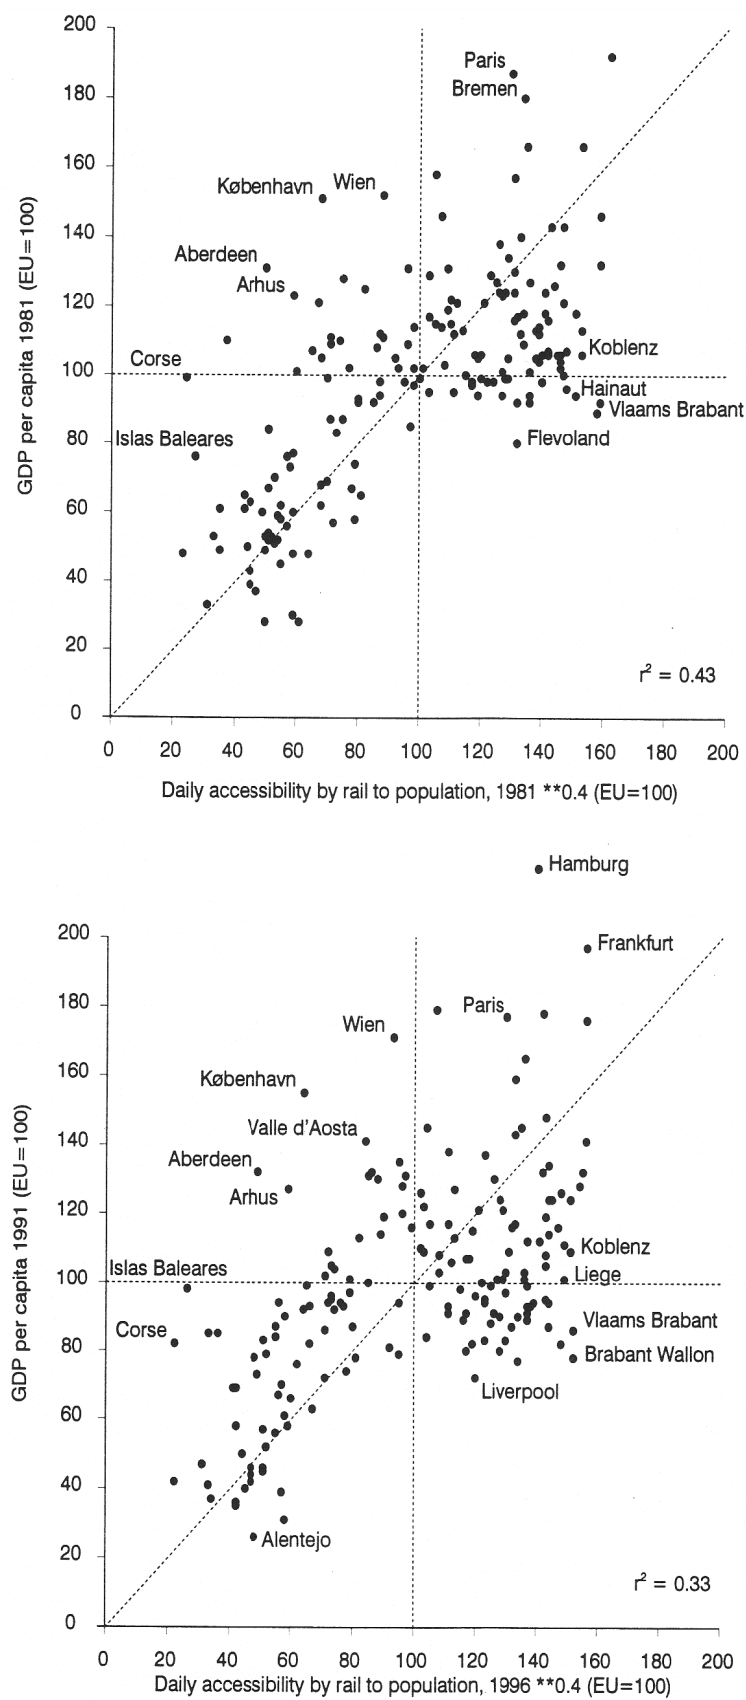 200
Paris
Bremen
180
160
København
Wien
140
Aberdeen
Arhus
120
Koblenz
Corse
100
Hainaut
Vlaams Brabant
Islas Baleares
80
Flevoland
60
40
20
r² = 0.43
0
0 20 40 60 80 100 120 140 160 180 200
GDP per capita 1981 (EU=100)
Daily accessibility by rail to population, 1981 **0.4 (EU=100)
Hamburg
200
Frankfurt
180
Paris
Wien
160
København
140
Valle d'Aosta
Aberdeen
Arhus
120
Koblenz
Islas Baleares
Liege
100
Corse
Vlaams Brabant
80
Brabant Wallon
Liverpool
60
40
Alentejo
20
r² = 0.33
0
0 20 40 60 80 100 120 140 160 180 200
GDP per capita 1991 (EU=100)
Daily accessibility by rail to population, 1996 **0.4 (EU=100)